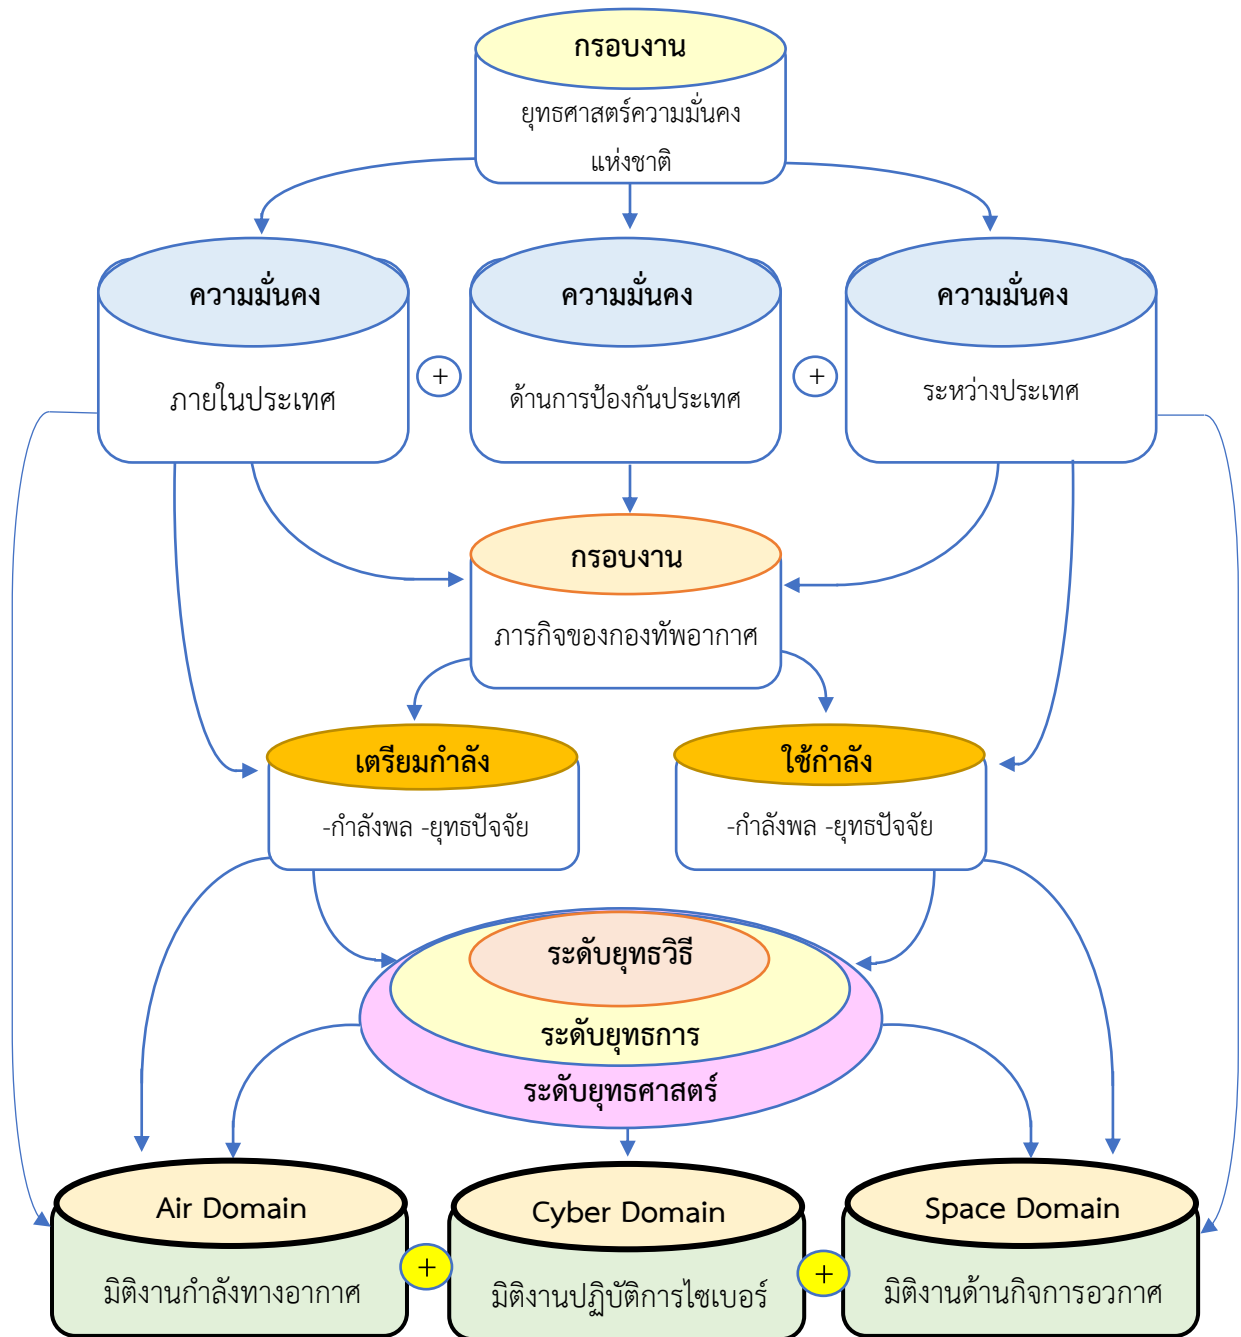 กรอบงาน
ยุทธศาสตร์ความมั่นคง
แห่งชาติ
ความมั่นคง
ภายในประเทศ
+
ความมั่นคง
ด้านการป้องกันประเทศ
+
ความมั่นคง
ระหว่างประเทศ
กรอบงาน
ภารกิจของกองทัพอากาศ
เตรียมกำลัง
-กำลังพล -ยุทธปัจจัย
ใช้กำลัง
-กำลังพล -ยุทธปัจจัย
ระดับยุทธวิธี
ระดับยุทธการ
ระดับยุทธศาสตร์
Air Domain
มิติงานกำลังทางอากาศ
+
Cyber Domain
มิติงานปฏิบัติการไซเบอร์
+
Space Domain
มิติงานด้านกิจการอวกาศ